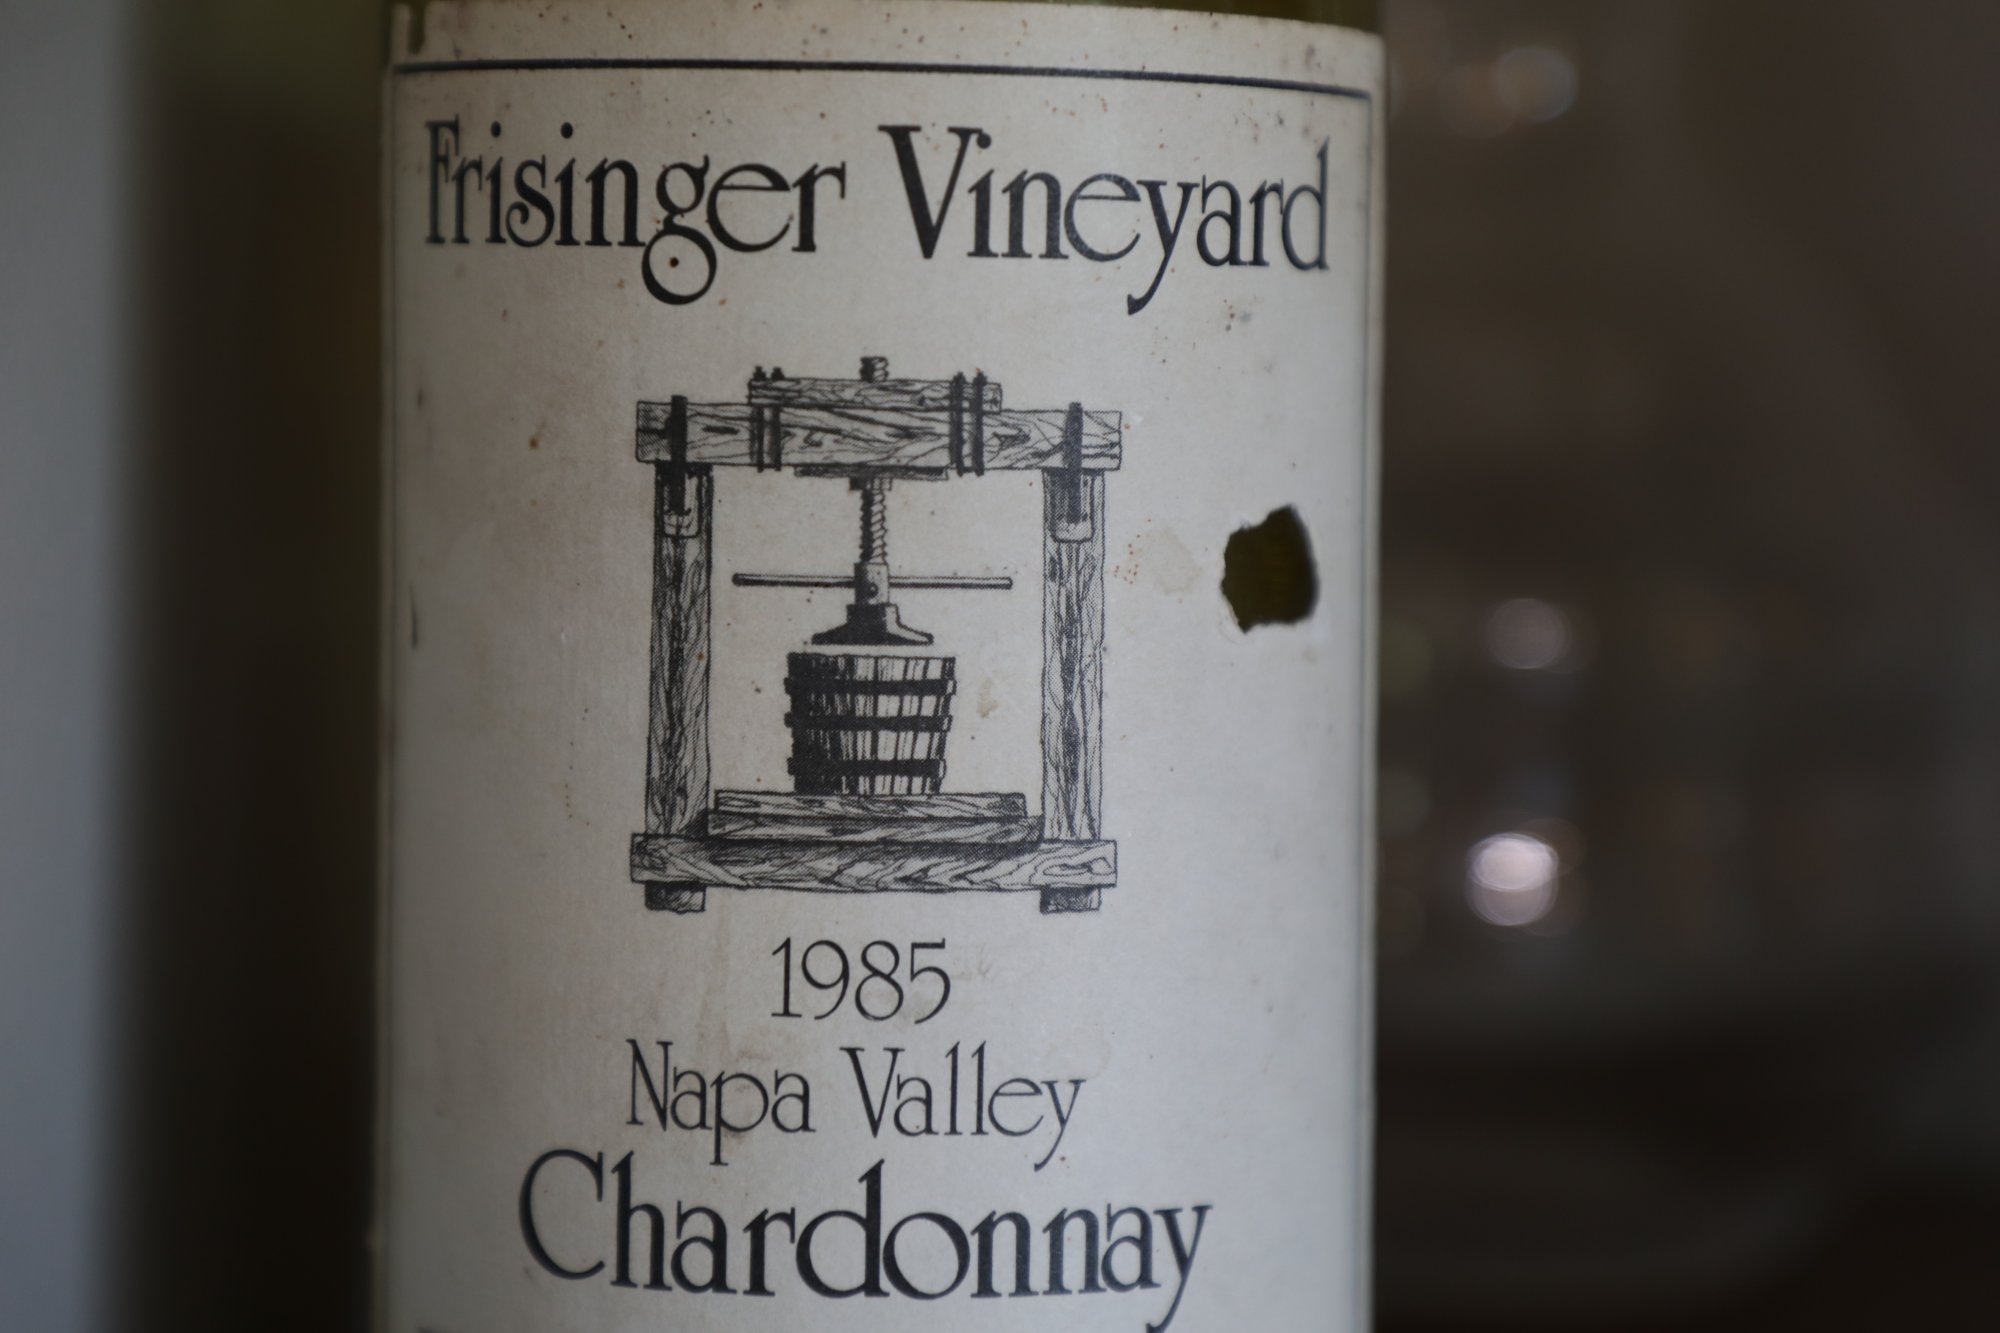 Frisinger Vineyard
1985
Napa Valley
Chardonnay